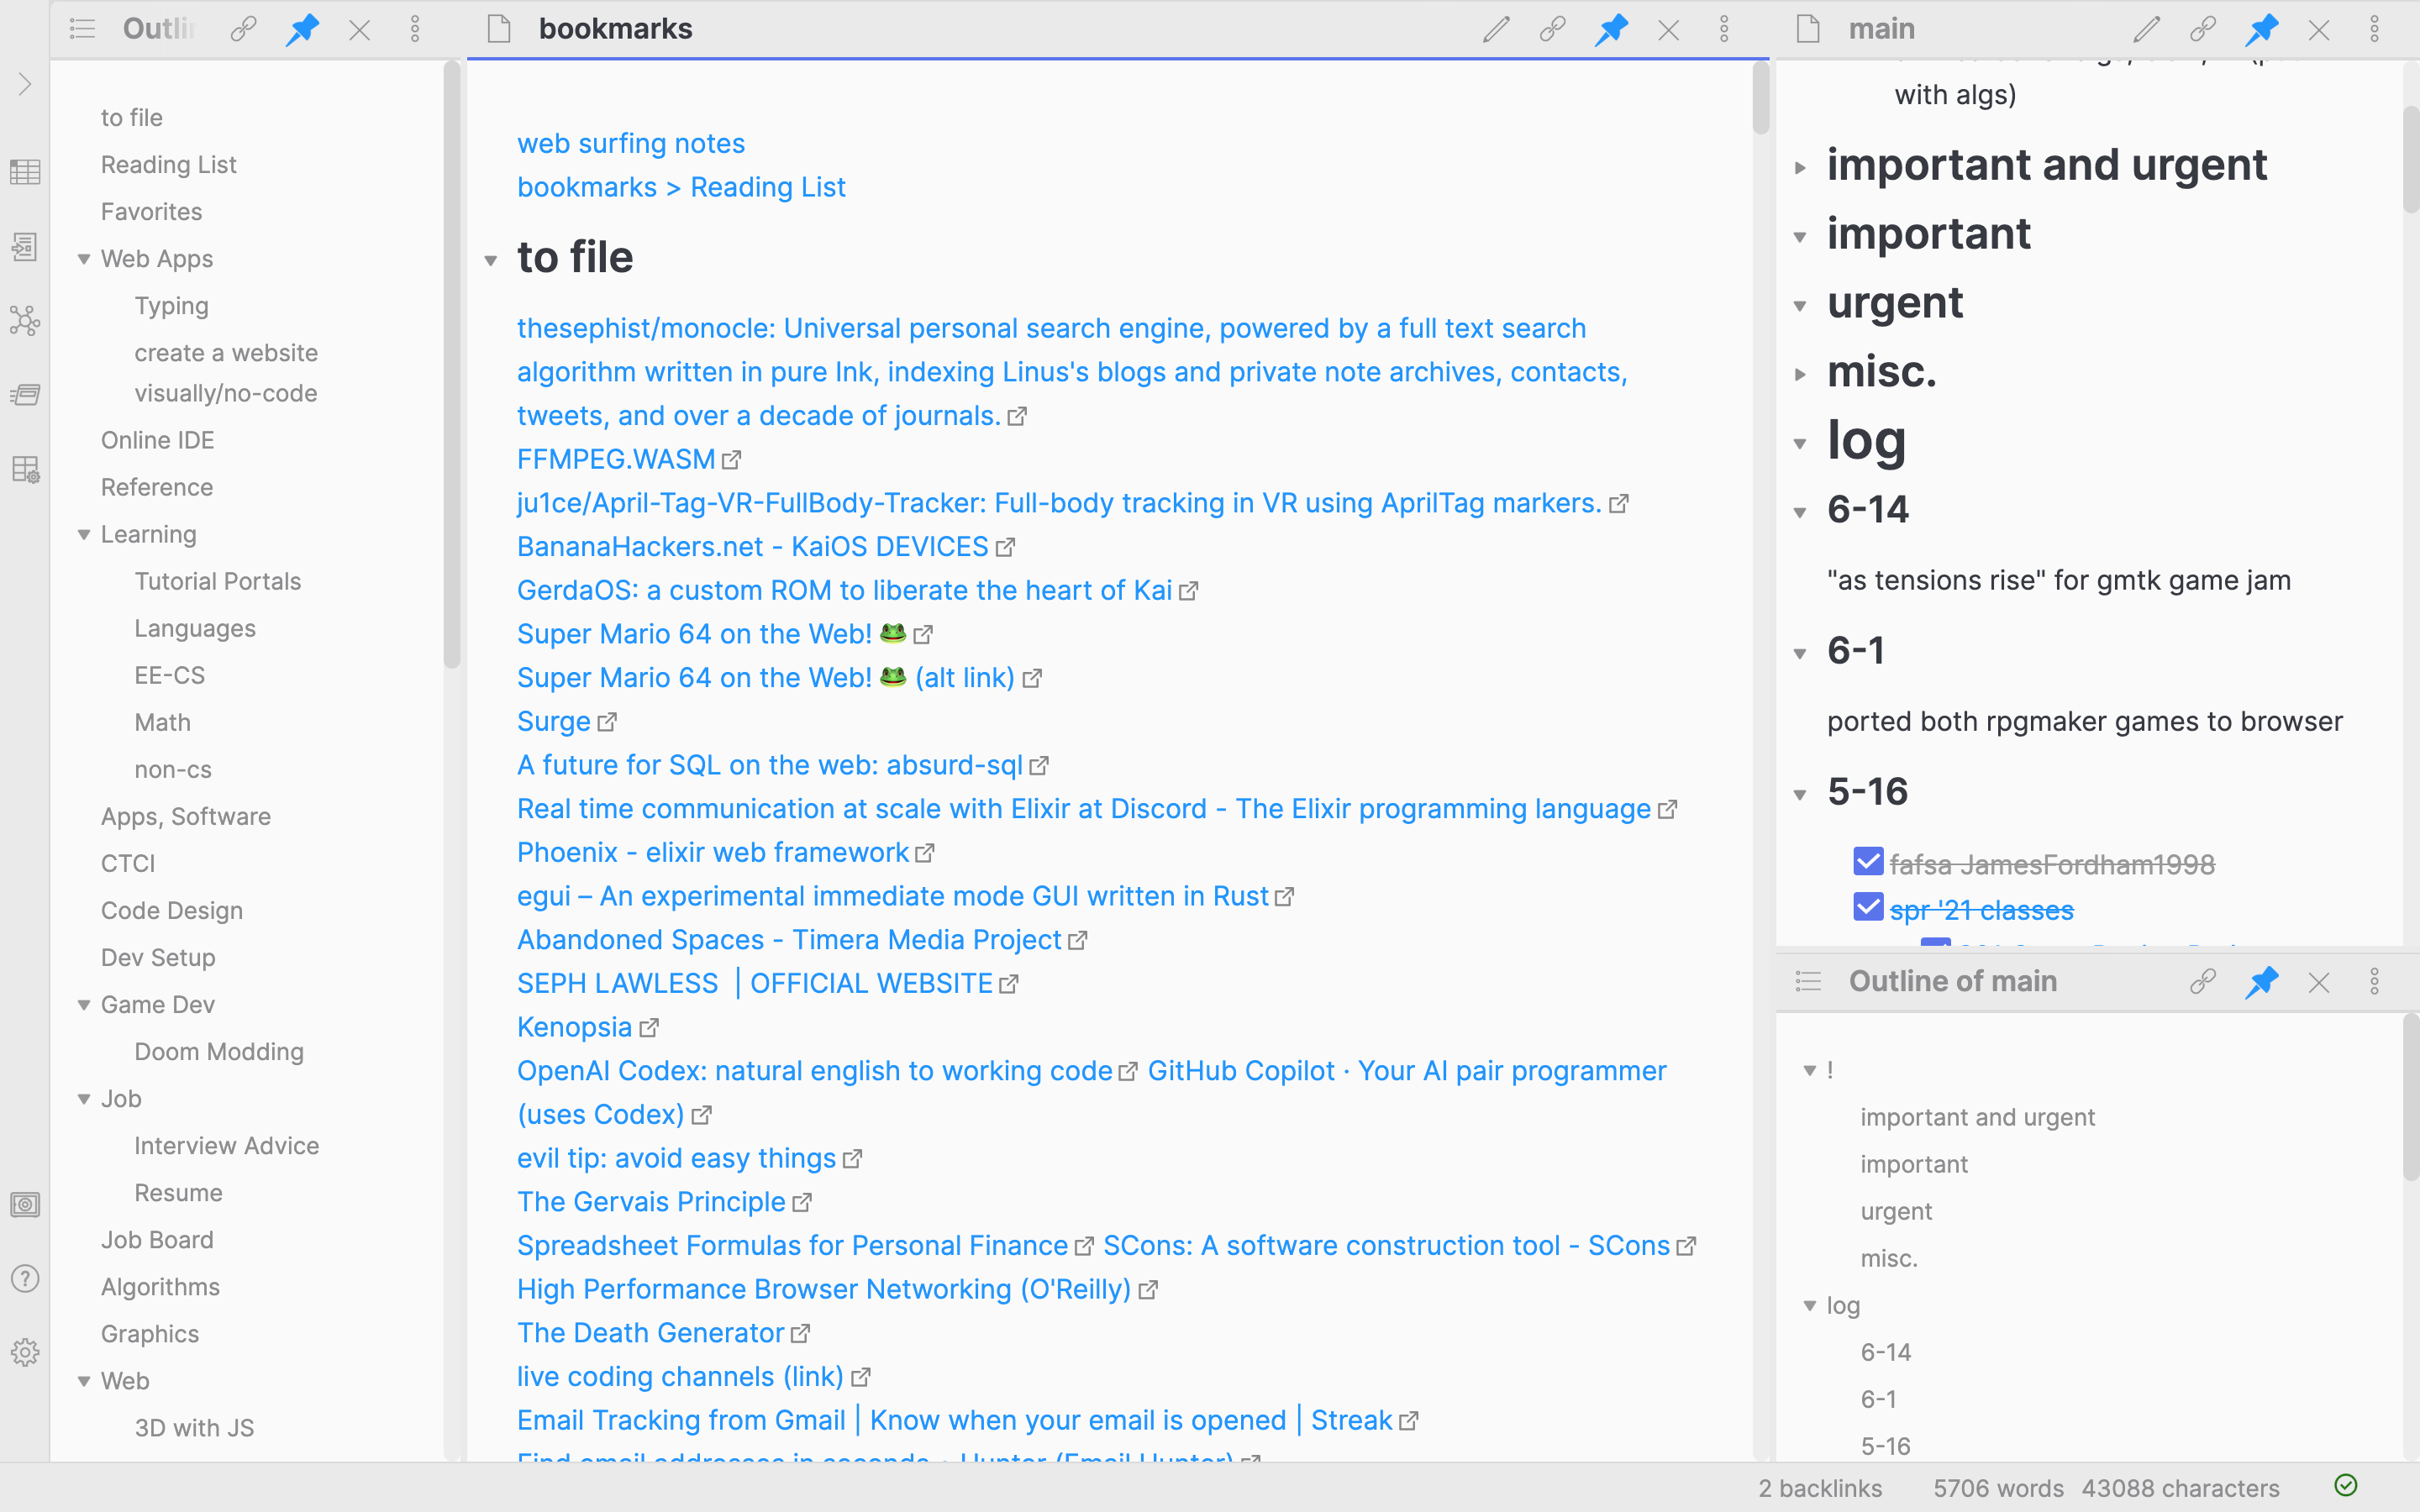 Outlin
to file
Reading List
Favorites
Web Apps
Typing
create a website
visually/no-code
Online IDE
Reference
Learning
Tutorial Portals
Languages
EE-CS
Math
non-cs
Apps, Software
CTCI
Code Design
Dev Setup
Game Dev
Doom Modding
Job
Interview Advice
Resume
Job Board
Algorithms
Graphics
Web
3D with JS
bookmarks
web surfing notes
bookmarks > Reading List
to file
thesephist/monocle: Universal personal search engine, powered by a full text search
algorithm written in pure Ink, indexing Linus's blogs and private note archives, contacts,
tweets, and over a decade of journals.
FFMPEG.WASM
ju1ce/April-Tag-VR-FullBody-Tracker: Full-body tracking in VR using AprilTag markers.
BananaHackers.net - KaiOS DEVICES
GerdaOS: a custom ROM to liberate the heart of Kai
Super Mario 64 on the Web! 🐸
Super Mario 64 on the Web! 🐸 (alt link)
Surge
A future for SQL on the web: absurd-sql
Real time communication at scale with Elixir at Discord - The Elixir programming language
Phoenix - elixir web framework
egui – An experimental immediate mode GUI written in Rust
Abandoned Spaces - Timera Media Project
SEPH LAWLESS | OFFICIAL WEBSITE
Kenopsia
OpenAI Codex: natural english to working code GitHub Copilot · Your AI pair programmer
(uses Codex)
evil tip: avoid easy things
The Gervais Principle
Spreadsheet Formulas for Personal Finance SCons: A software construction tool - SCons
High Performance Browser Networking (O'Reilly)
The Death Generator
live coding channels (link)
Email Tracking from Gmail | Know when your email is opened | Streak
Find email addresses in seconds • Hunter (Email Hunter)
main
with algs)
important and urgent
important
urgent
misc.
log
6-14
"as tensions rise" for gmtk game jam
6-1
ported both rpgmaker games to browser
5-16
fafsa JamesFordham1998
spr '21 classes
Outline of main
!
important and urgent
important
urgent
misc.
log
6-14
6-1
5-16
2 backlinks 5706 words 43088 characters